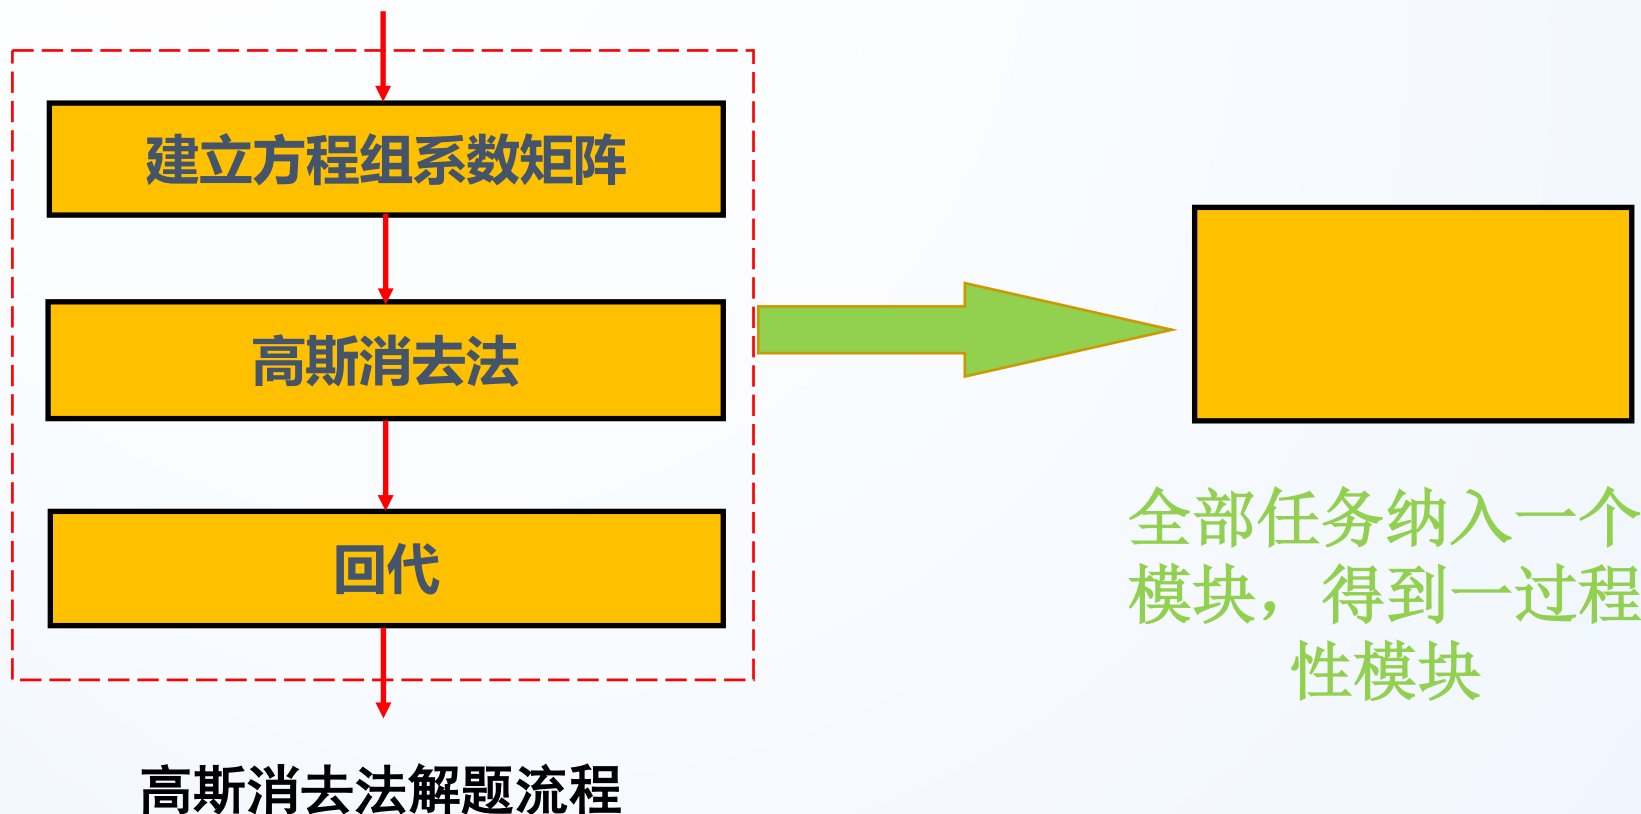 建立方程组系数矩阵
高斯消去法
回代
高斯消去法解题流程
全部任务纳入一个
模块，得到一过程
性模块